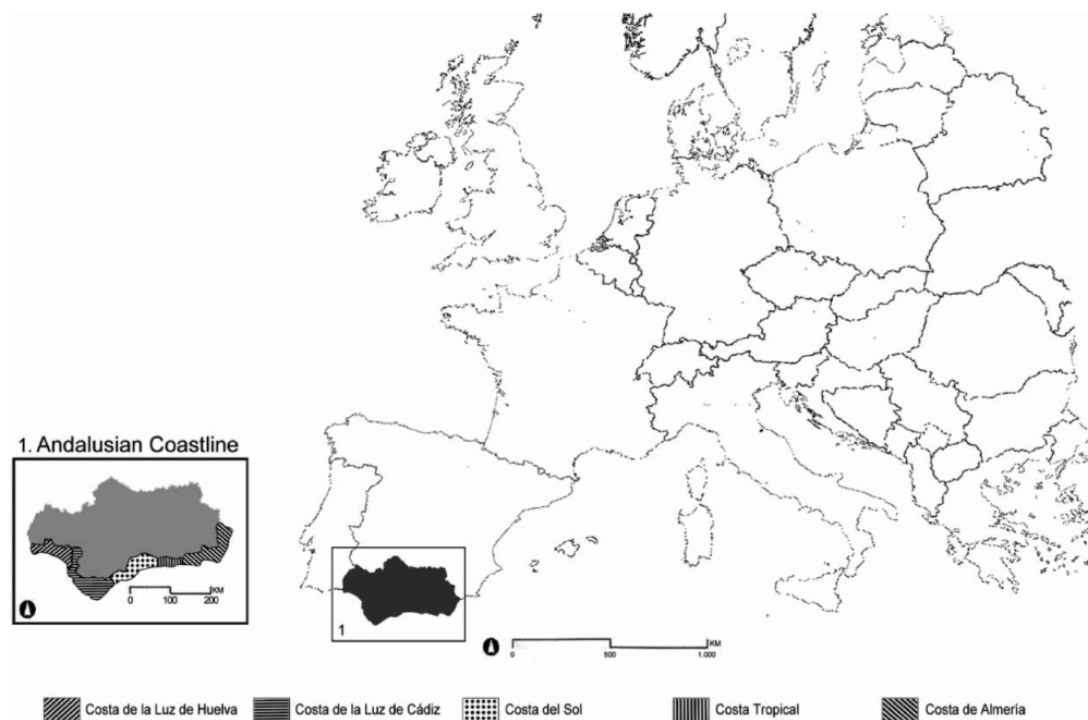 1. Andalusian Coastline
0 100 200 KM
1
0 500 1.000 KM
Costa de la Luz de Huelva Costa de la Luz de Cádiz Costa del Sol Costa Tropical Costa de Almería